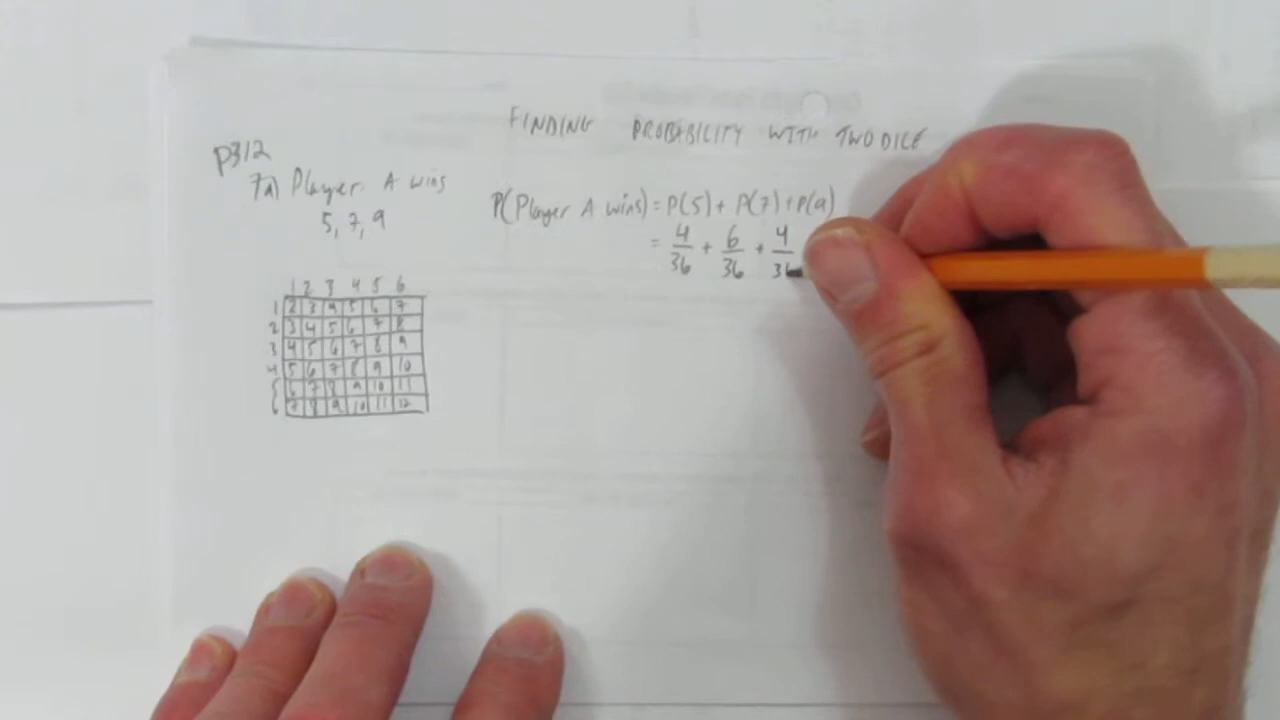 FINDING PROBABILITY WITH TWO DICE
p312
7a) Player A wins
5, 7, 9
P(Player A wins) = P(5) + P(7) + P(9)
= 4/36 + 6/36 + 4/36
1 2 3 4 5 6
1 2 3 4 5 6 7
2 3 4 5 6 7 8
3 4 5 6 7 8 9
4 5 6 7 8 9 10
5 6 7 8 9 10 11
6 7 8 9 10 11 12